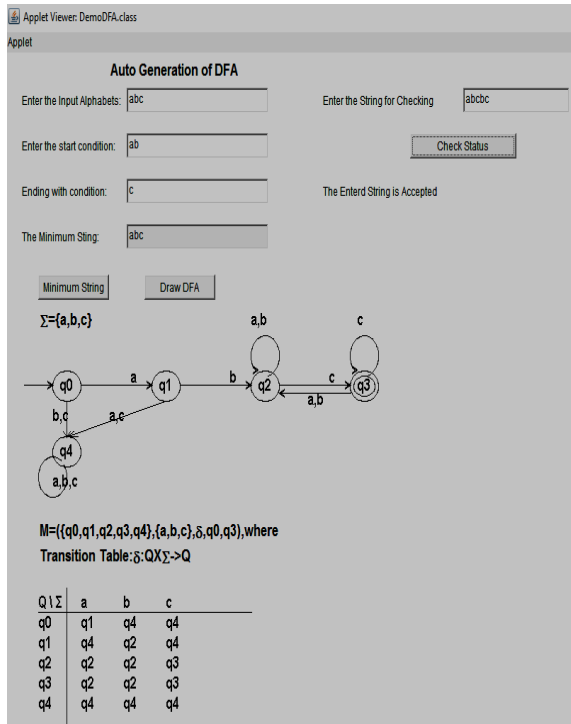 Applet Viewer: DemoDFA.class
Applet
Auto Generation of DFA
Enter the Input Alphabets: abc
Enter the String for Checking abcbc
Enter the start condition: ab
Check Status
Ending with condition: c
The Enterd String is Accepted
The Minimum Sting: abc
Minimum String Draw DFA
Σ={a,b,c}
a,b c
q0 a q1 b q2 c q3
a,b
b,c a,c
q4
a,b,c
M=({q0,q1,q2,q3,q4},{a,b,c},δ,q0,q3),where
Transition Table:δ:QXΣ->Q
Q \ Σ a b c
q0 q1 q4 q4
q1 q4 q2 q4
q2 q2 q2 q3
q3 q2 q2 q3
q4 q4 q4 q4